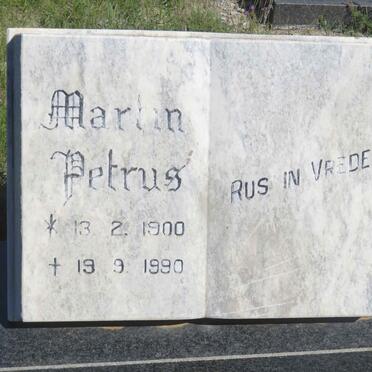 Martin
Petrus
* 13 2. 1900
† 19 9. 1990
RUS IN VREDE